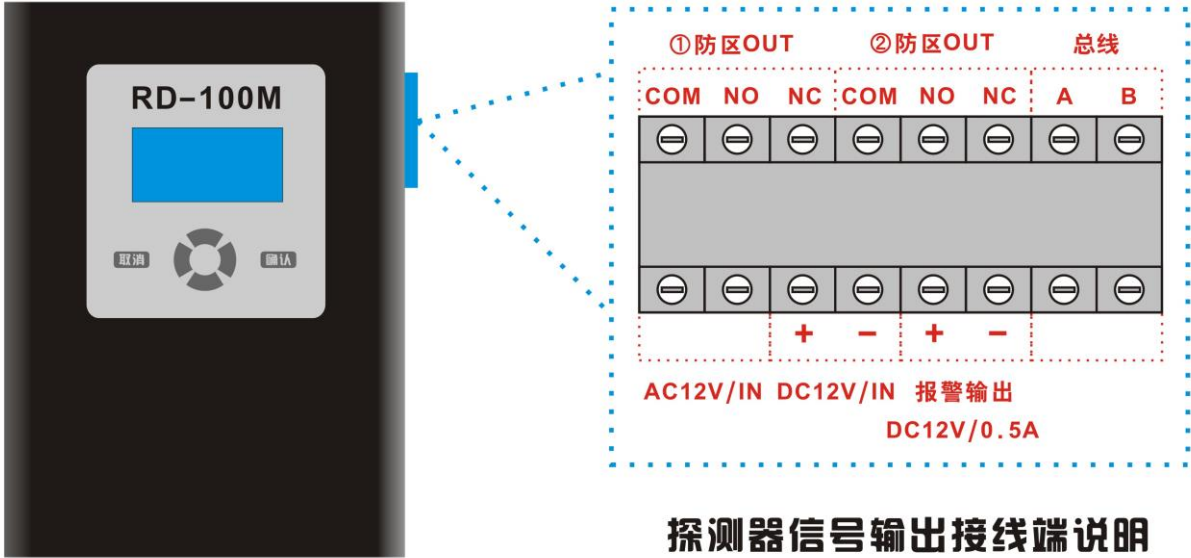 RD-100M
取消
确认
①防区OUT ②防区OUT 总线
COM NO NC COM NO NC A B
+ - + -
AC12V/IN DC12V/IN 报警输出
DC12V/0.5A
探测器信号输出接线端说明